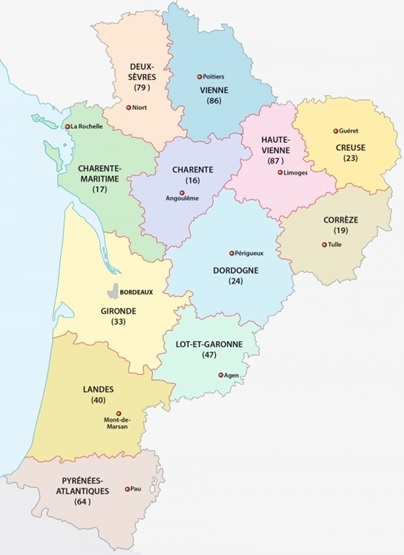 DEUX-
SÈVRES
(79 )
Niort
VIENNE
(86)
Poitiers
La Rochelle
CHARENTE-
MARITIME
(17)
CHARENTE
(16)
Angoulême
HAUTE-
VIENNE
(87 )
Limoges
Guéret
CREUSE
(23)
CORRÈZE
(19)
Tulle
Périgueux
DORDOGNE
(24)
BORDEAUX
GIRONDE
(33)
LOT-ET-GARONNE
(47)
Agen
LANDES
(40)
Mont-de-
Marsan
PYRÉNÉES-
ATLANTIQUES
(64 )
Pau